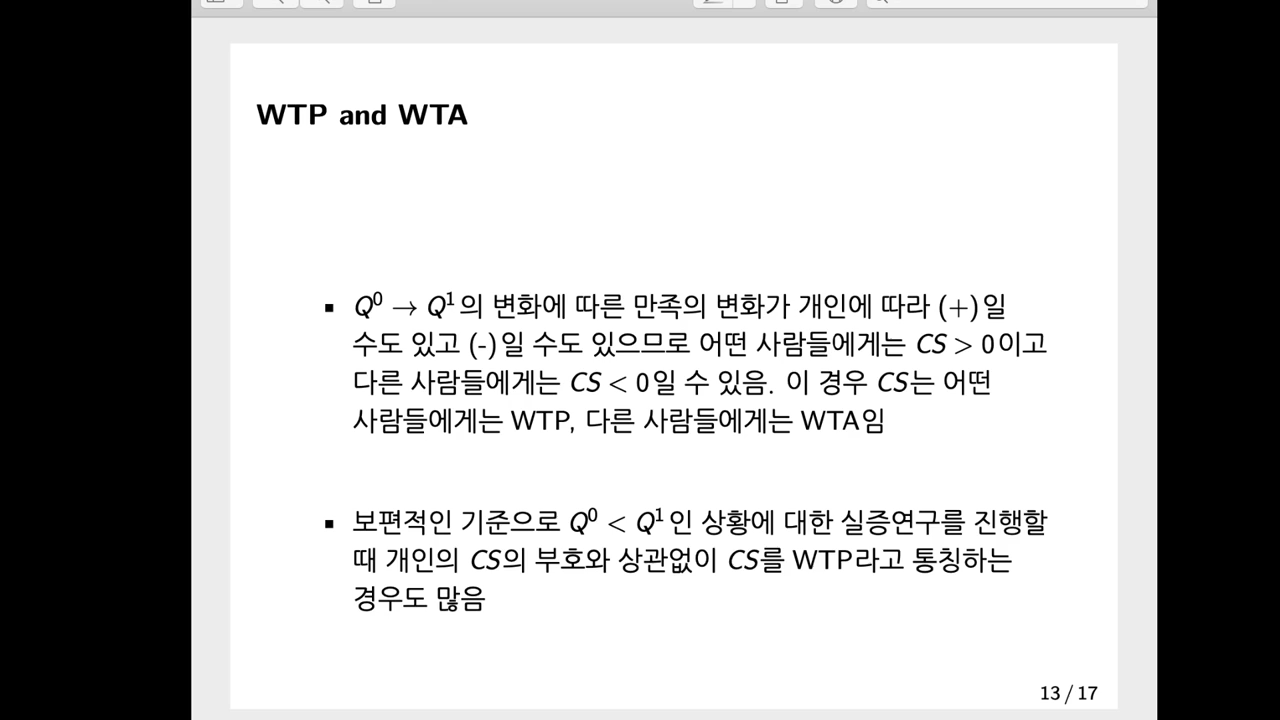 WTP and WTA
▪ Q⁰ → Q¹의 변화에 따른 만족의 변화가 개인에 따라 (+)일
수도 있고 (-)일 수도 있으므로 어떤 사람들에게는 CS > 0이고
다른 사람들에게는 CS < 0일 수 있음. 이 경우 CS는 어떤
사람들에게는 WTP, 다른 사람들에게는 WTA임
▪ 보편적인 기준으로 Q⁰ < Q¹인 상황에 대한 실증연구를 진행할
때 개인의 CS의 부호와 상관없이 CS를 WTP라고 통칭하는
경우도 많음
13 / 17